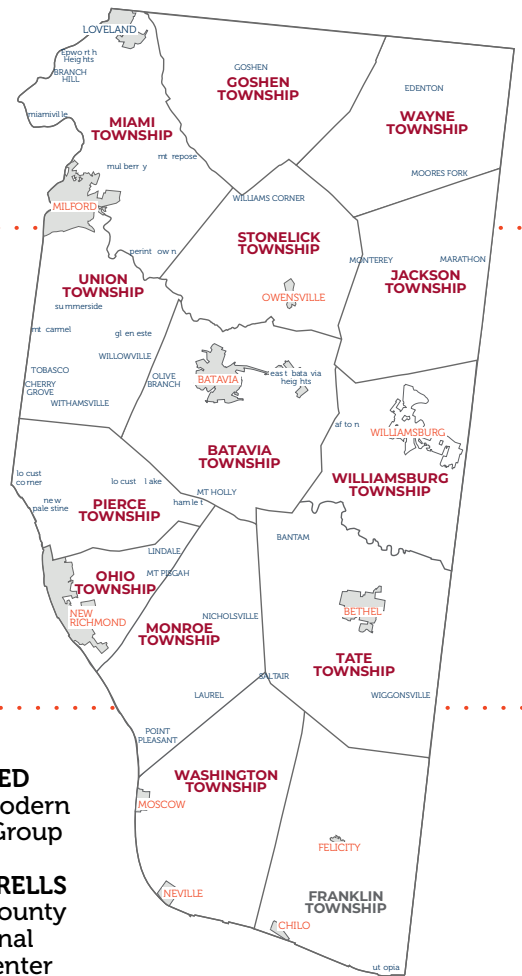 LOVELAND
Epworth
Heights
BRANCH
HILL
miamiville
MIAMI
TOWNSHIP
mt repose
mulberry
MILFORD
GOSHEN
GOSHEN
TOWNSHIP
EDENTON
WAYNE
TOWNSHIP
MOORES FORK
WILLIAMS CORNER
STONELICK
TOWNSHIP
OWENSVILLE
MONTEREY
MARATHON
JACKSON
TOWNSHIP
perintown
UNION
TOWNSHIP
summerside
mt carmel
glen este
WILLOWVILLE
TOBASCO
CHERRY
GROVE
WITHAMSVILLE
OLIVE
BRANCH
BATAVIA
east batavia
heights
BATAVIA
TOWNSHIP
MT HOLLY
afton
WILLIAMSBURG
WILLIAMSBURG
TOWNSHIP
locust
corner
locust lake
new
palestine
hamlet
PIERCE
TOWNSHIP
LINDALE
OHIO
TOWNSHIP
MT PISGAH
NEW
RICHMOND
NICHOLSVILLE
MONROE
TOWNSHIP
BANTAM
BETHEL
TATE
TOWNSHIP
SALTAIR
WIGGONSVILLE
LAUREL
POINT
PLEASANT
WASHINGTON
TOWNSHIP
MOSCOW
NEVILLE
FELICITY
FRANKLIN
TOWNSHIP
CHILO
utopia
ED
odern
Group
RELLS
ounty
nal
enter